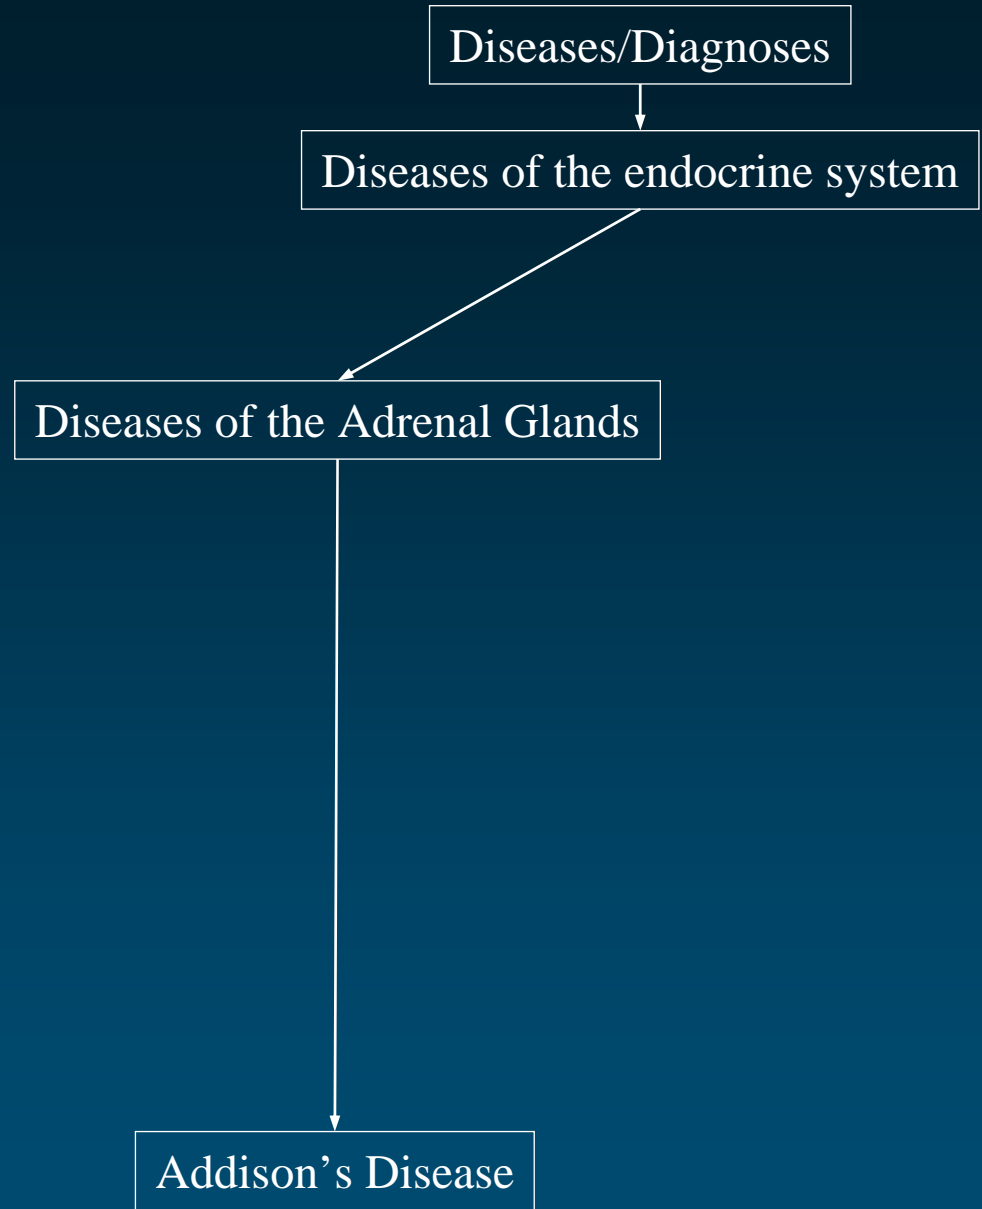 Diseases/Diagnoses
Diseases of the endocrine system
Diseases of the Adrenal Glands
Addison’s Disease